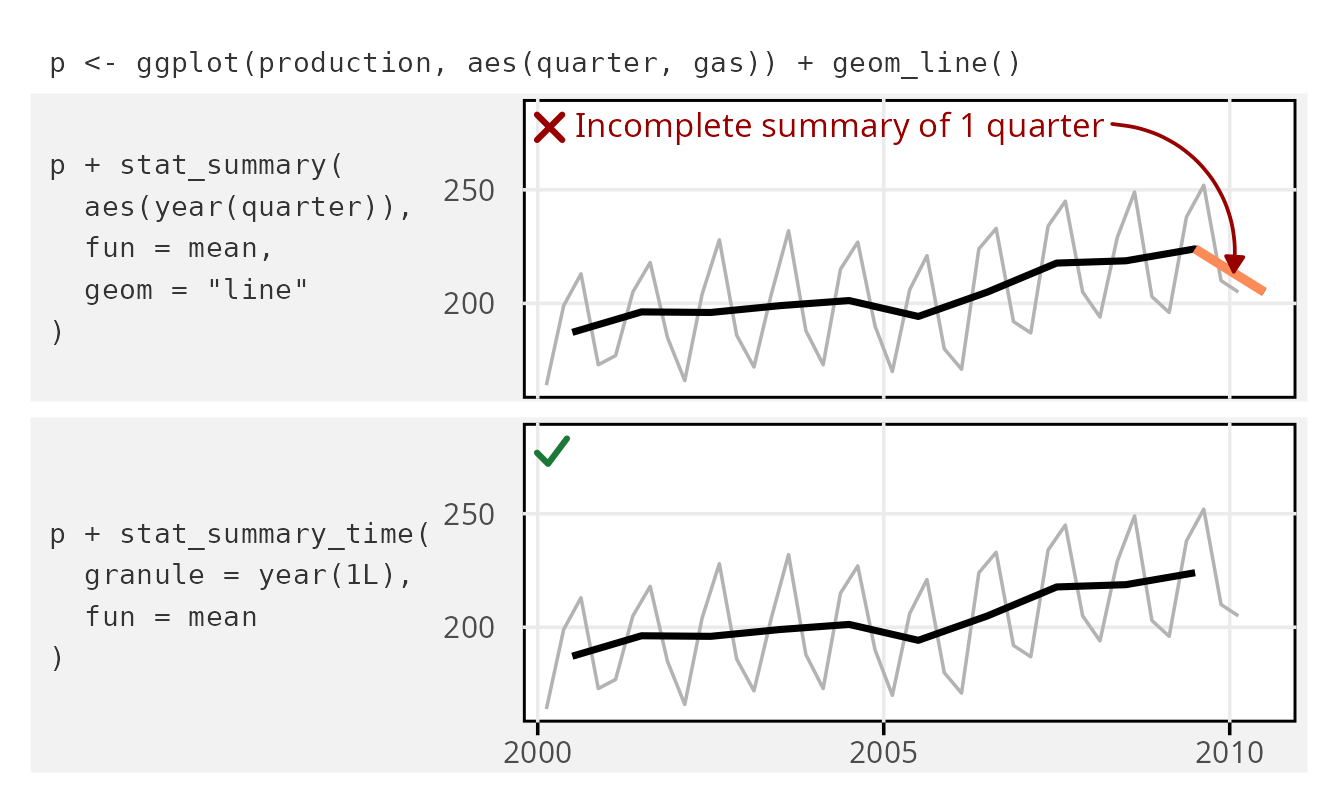 p <- ggplot(production, aes(quarter, gas)) + geom_line()
p + stat_summary(
  aes(year(quarter)),
  fun = mean,
  geom = "line"
)
Incomplete summary of 1 quarter
250
200
p + stat_summary_time(
  granule = year(1L),
  fun = mean
)
250
200
2000 2005 2010